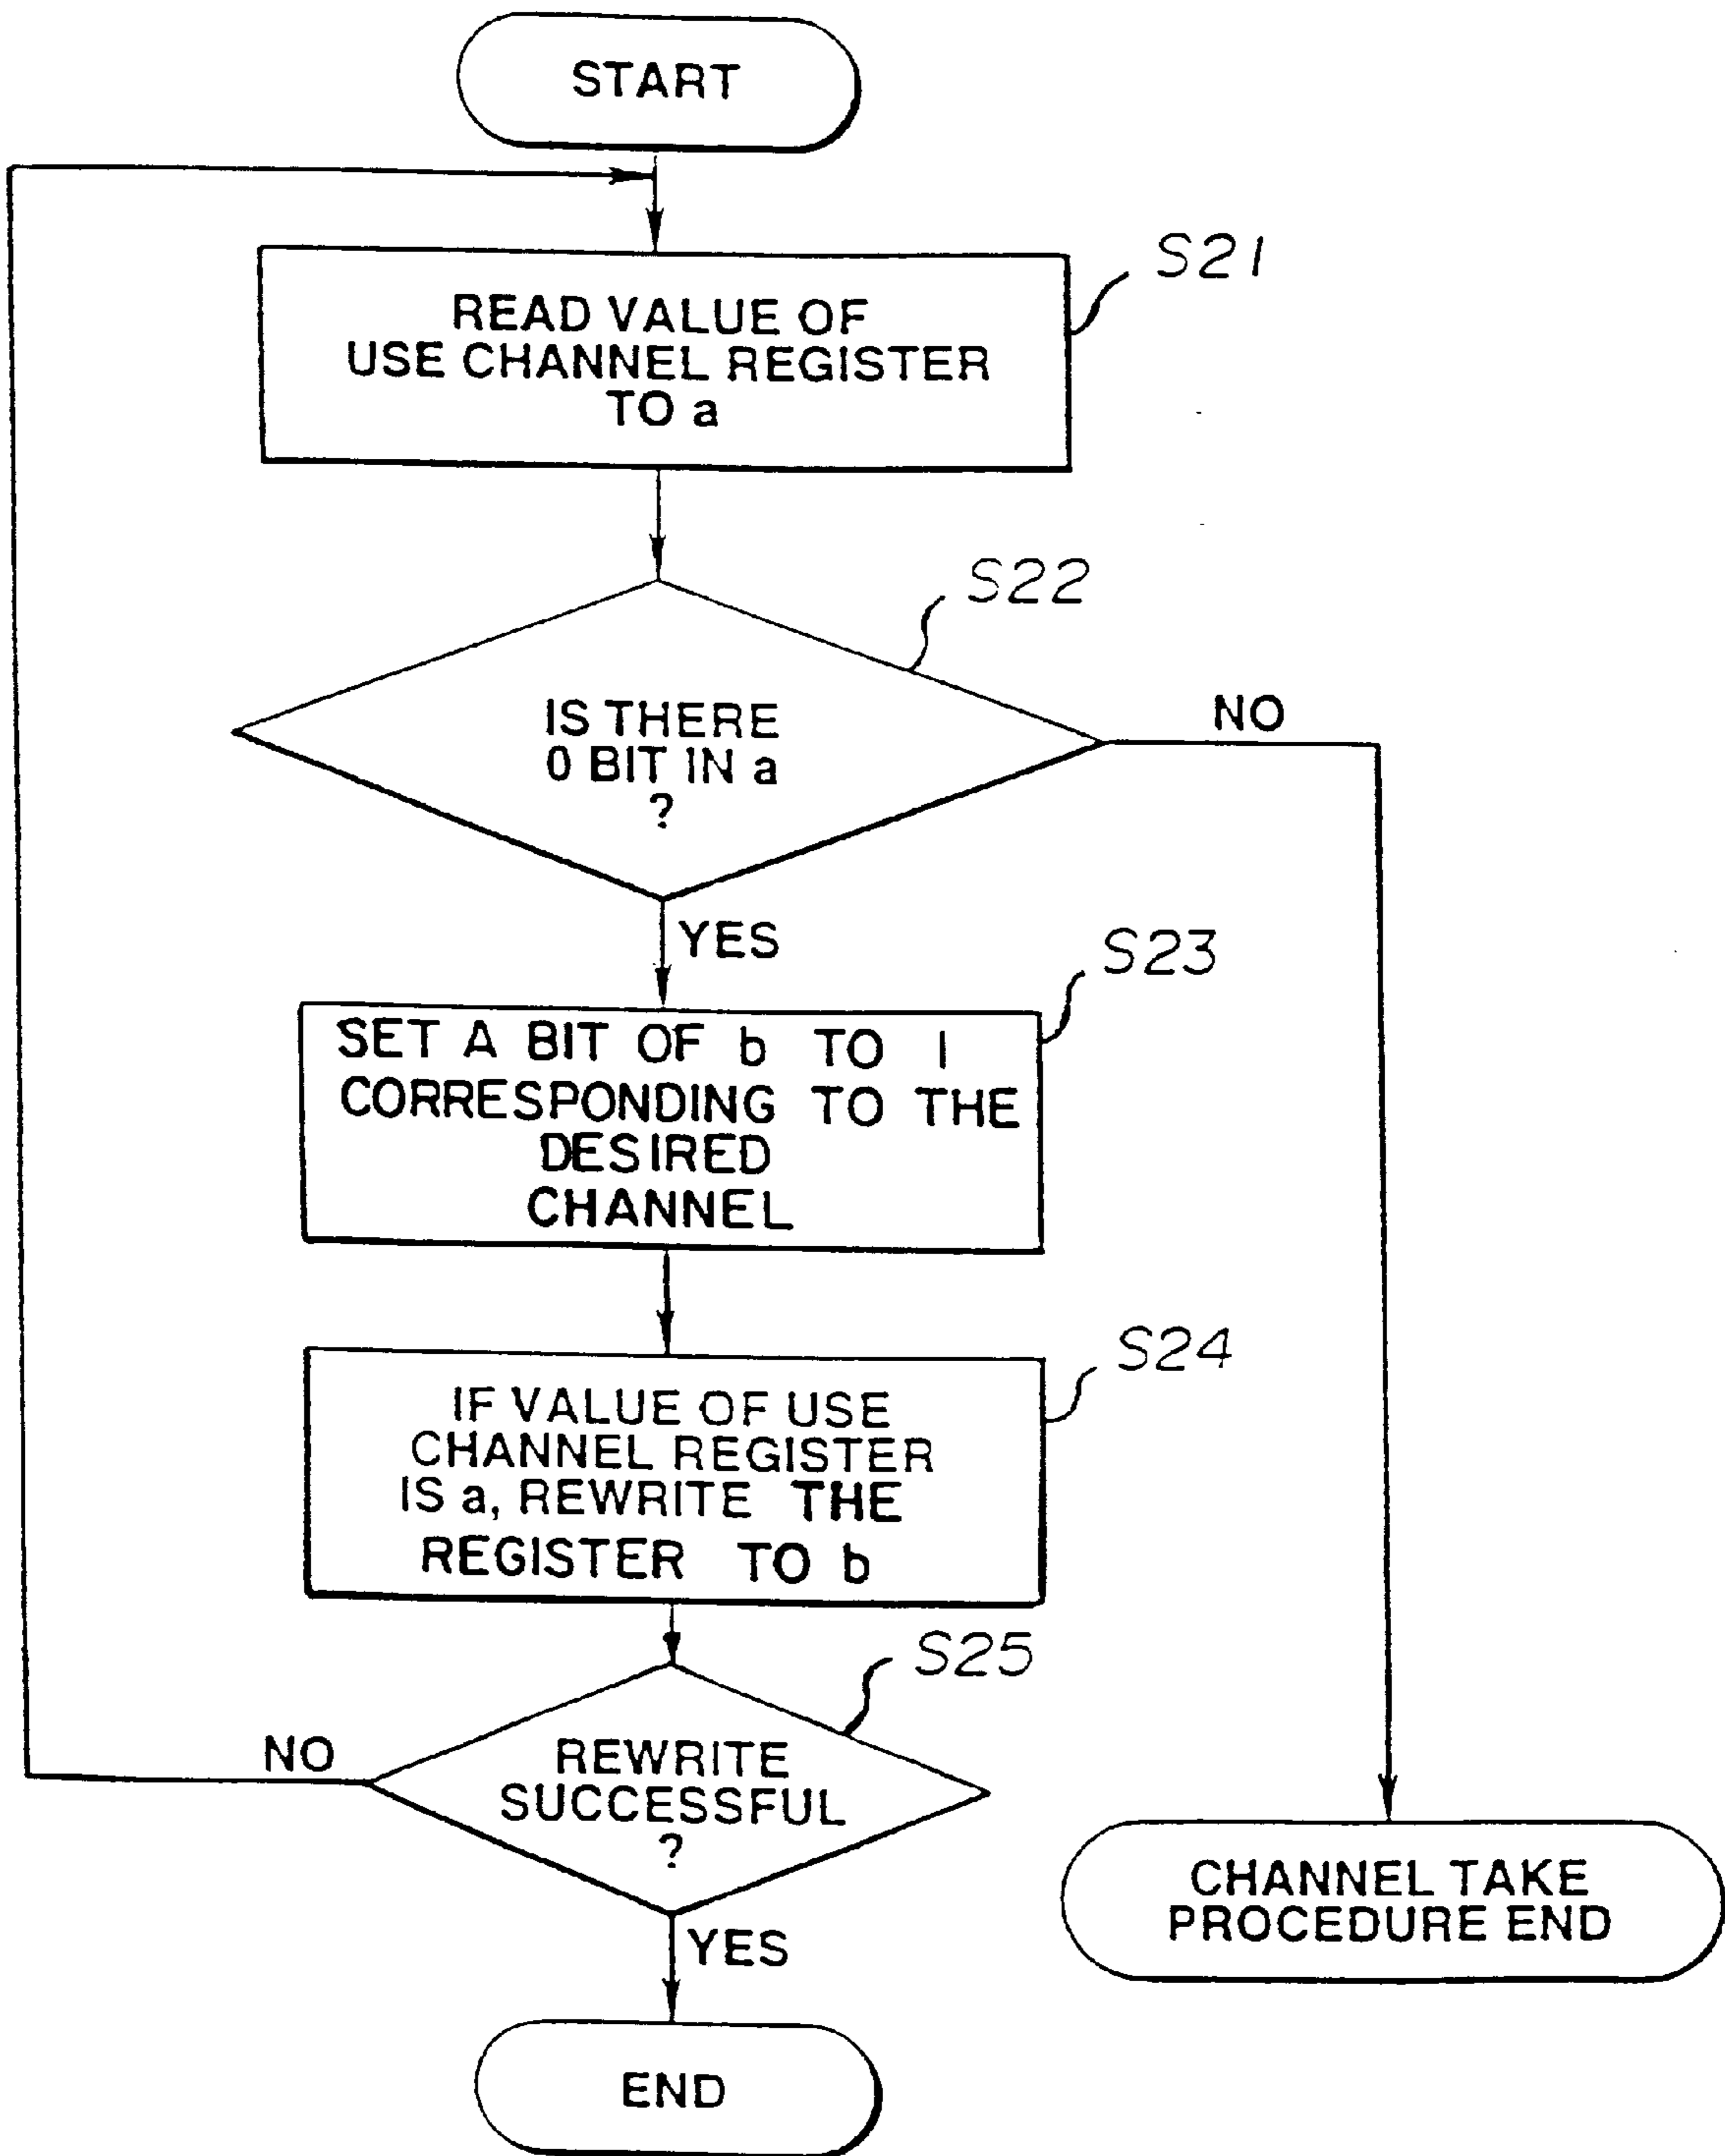 START
S21
READ VALUE OF
USE CHANNEL REGISTER
TO a
S22
IS THERE
0 BIT IN a
?
NO
YES
S23
SET A BIT OF b TO 1
CORRESPONDING TO THE
DESIRED
CHANNEL
S24
IF VALUE OF USE
CHANNEL REGISTER
IS a, REWRITE THE
REGISTER TO b
S25
NO
REWRITE
SUCCESSFUL
?
YES
CHANNEL TAKE
PROCEDURE END
END